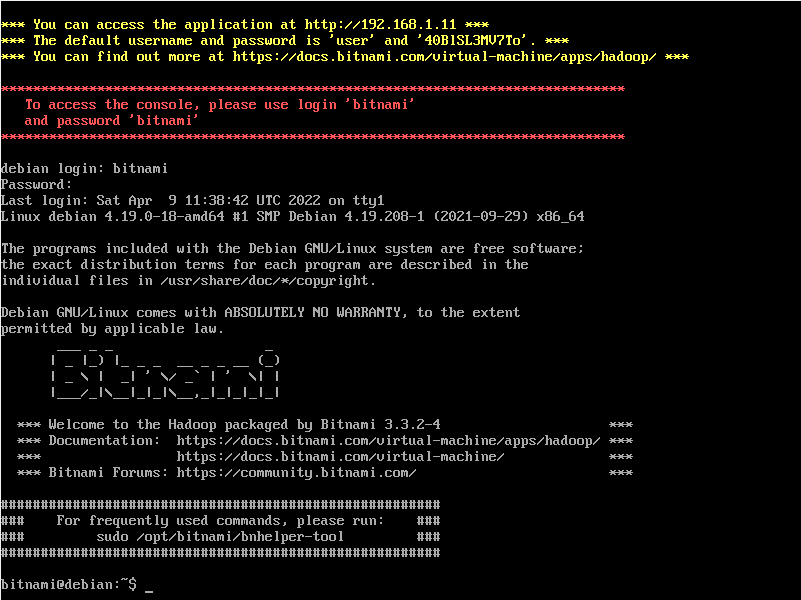 *** You can access the application at http://192.168.1.11 ***
*** The default username and password is 'user' and '40BlSL3MV7To'. ***
*** You can find out more at https://docs.bitnami.com/virtual-machine/apps/hadoop/ ***
******************************************************************************
To access the console, please use login 'bitnami'
and password 'bitnami'
******************************************************************************
debian login: bitnami
Password:
Last login: Sat Apr  9 11:38:42 UTC 2022 on tty1
Linux debian 4.19.0-18-amd64 #1 SMP Debian 4.19.208-1 (2021-09-29) x86_64
The programs included with the Debian GNU/Linux system are free software;
the exact distribution terms for each program are described in the
individual files in /usr/share/doc/*/copyright.
Debian GNU/Linux comes with ABSOLUTELY NO WARRANTY, to the extent
permitted by applicable law.
Bitnami
*** Welcome to the Hadoop packaged by Bitnami 3.3.2-4 ***
*** Documentation:  https://docs.bitnami.com/virtual-machine/apps/hadoop/ ***
*** https://docs.bitnami.com/virtual-machine/ ***
*** Bitnami Forums: https://community.bitnami.com/ ***
#######################################################
### For frequently used commands, please run: ###
### sudo /opt/bitnami/bnhelper-tool ###
#######################################################
bitnami@debian:~$ _